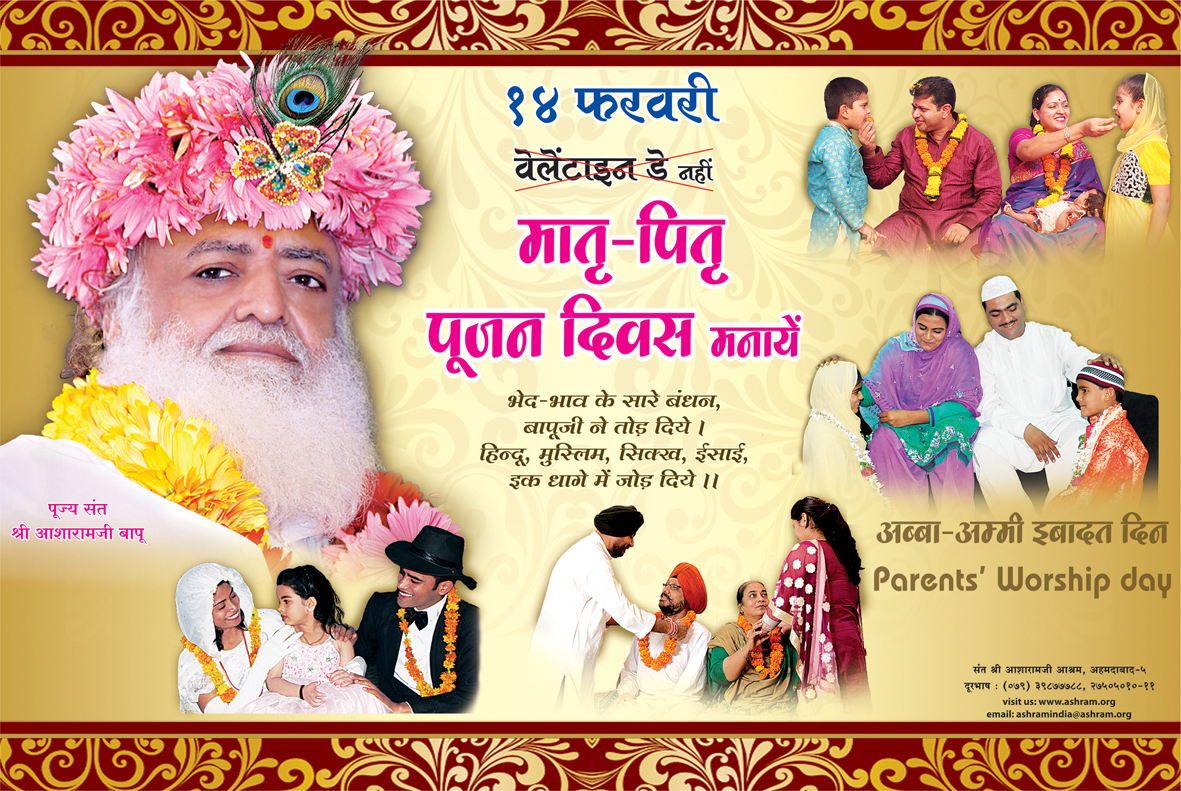 १४ फरवरी
वेलेंटाइन डे नहीं
मातृ-पितृ
पूजन दिवस मनायें
भेद-भाव के सारे बंधन,
बापूजी ने तोड़ दिये।
हिन्दू, मुस्लिम, सिक्ख, ईसाई,
इक धागे में जोड़ दिये।।
पूज्य संत
श्री आशारामजी बापू
अब्बा-अम्मी इबादत दिन
Parents' Worship day
संत श्री आशारामजी आश्रम, अहमदाबाद-५
दूरभाष : (०७९) ३९८७७७८८, २७५०५०१०-११
visit us: www.ashram.org
email: ashramindia@ashram.org